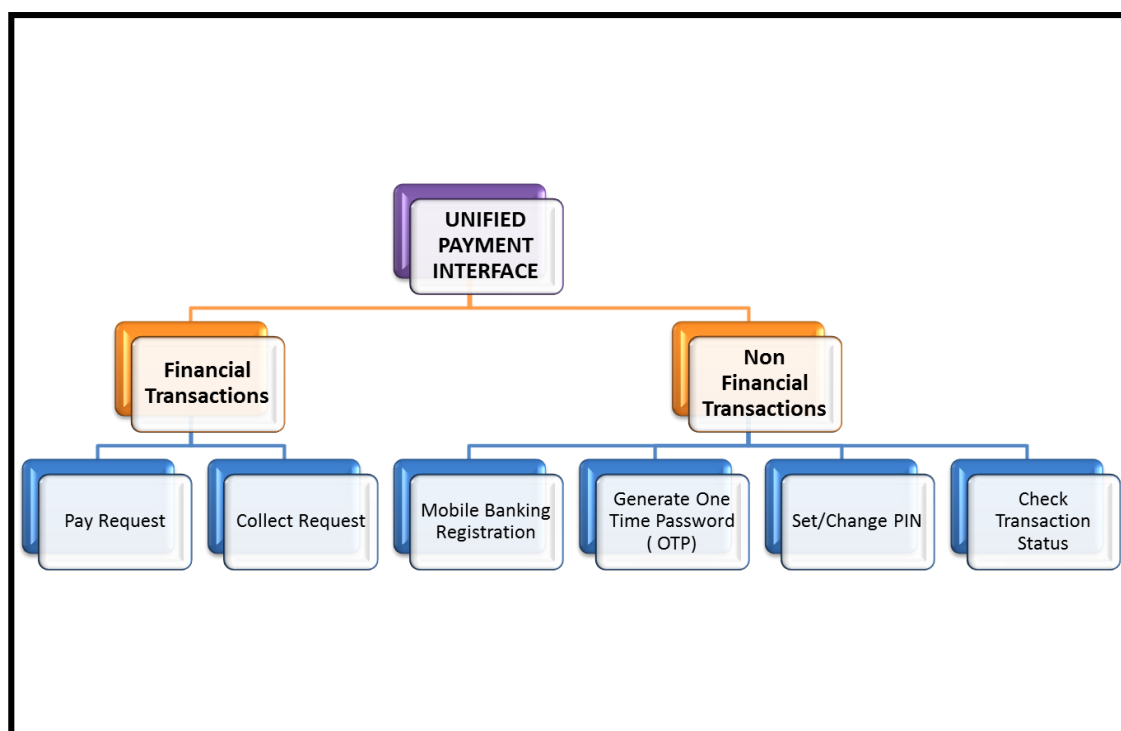 UNIFIED
PAYMENT
INTERFACE
Financial
Transactions
Non
Financial
Transactions
Pay Request
Collect Request
Mobile Banking
Registration
Generate One
Time Password
( OTP)
Set/Change PIN
Check
Transaction
Status